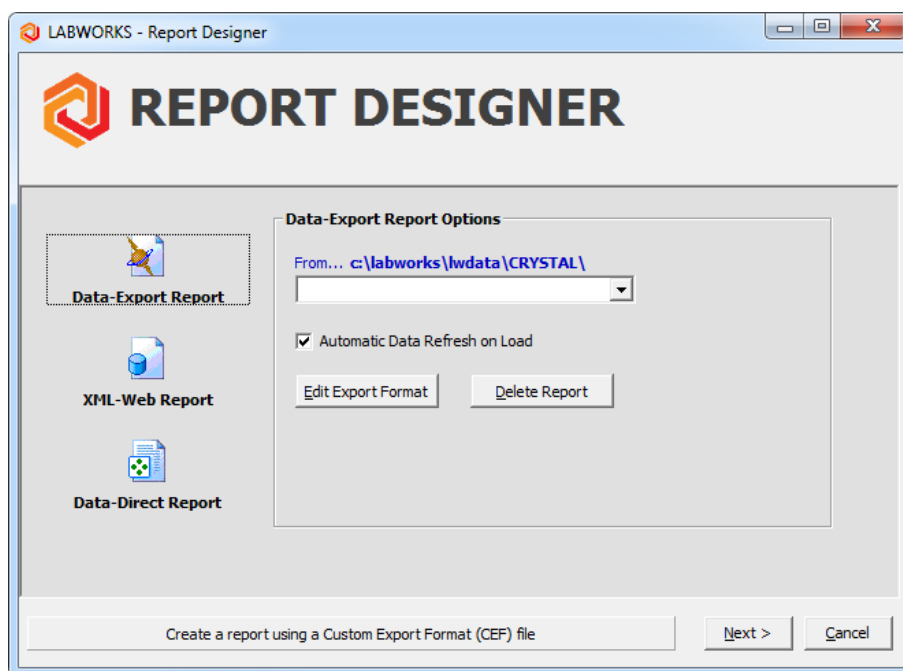 LABWORKS - Report Designer
REPORT DESIGNER
Data-Export Report
XML-Web Report
Data-Direct Report
Data-Export Report Options
From... c:\labworks\lwdata\CRYSTAL\
Automatic Data Refresh on Load
Edit Export Format
Delete Report
Create a report using a Custom Export Format (CEF) file
Next >
Cancel